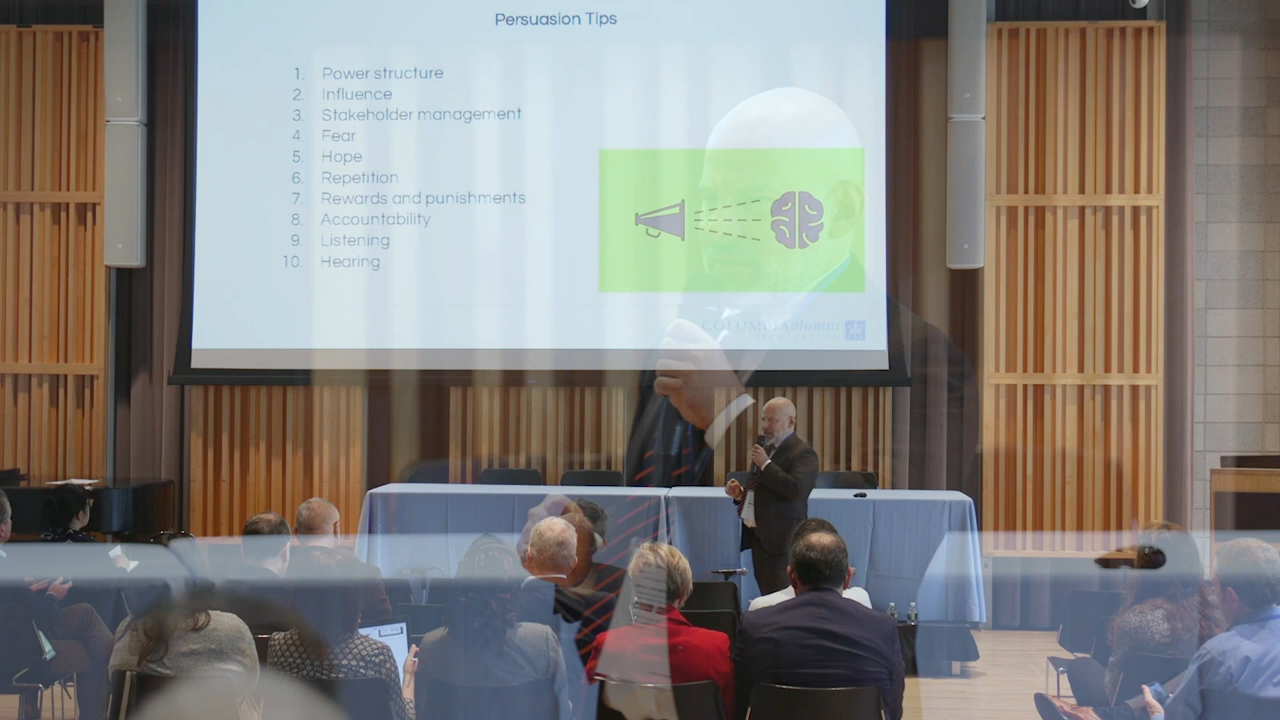 Persuasion Tips
1. Power structure
2. Influence
3. Stakeholder management
4. Fear
5. Hope
6. Repetition
7. Rewards and punishments
8. Accountability
9. Listening
10. Hearing
COLUMBIAalumni